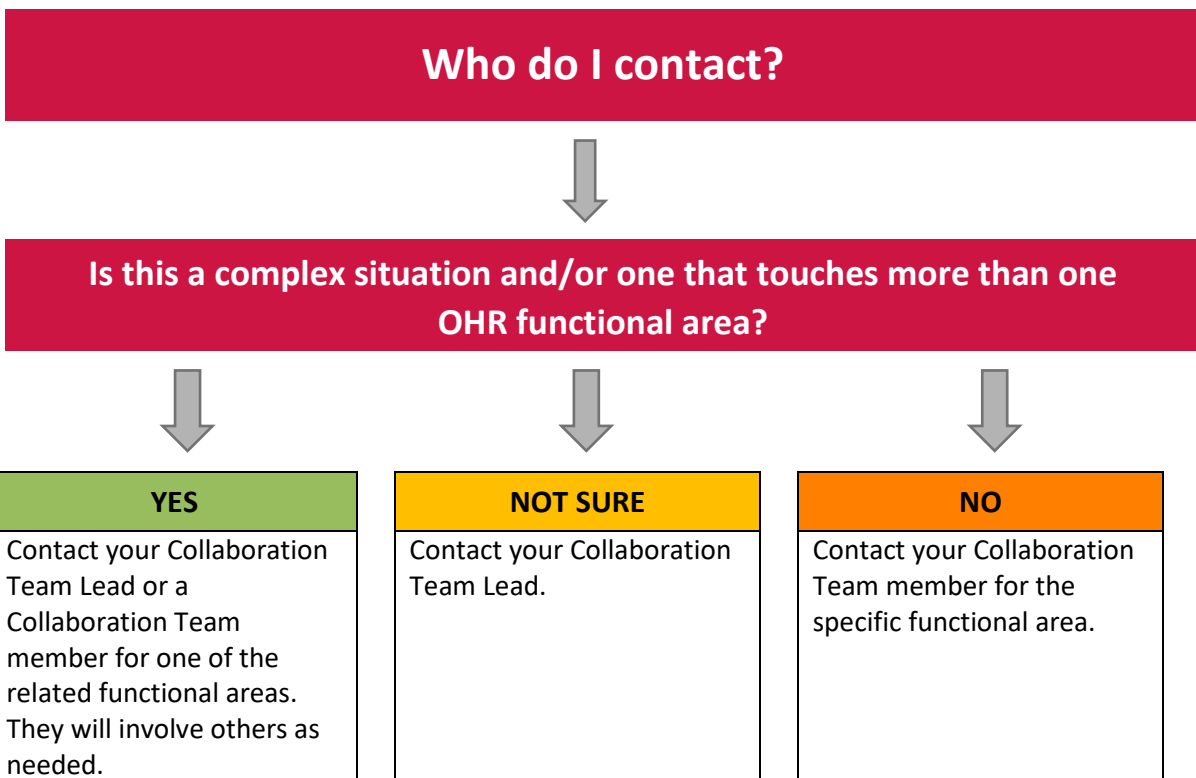 Who do I contact?
Is this a complex situation and/or one that touches more than one
OHR functional area?
YES
Contact your Collaboration
Team Lead or a
Collaboration Team
member for one of the
related functional areas.
They will involve others as
needed.
NOT SURE
Contact your Collaboration
Team Lead.
NO
Contact your Collaboration
Team member for the
specific functional area.